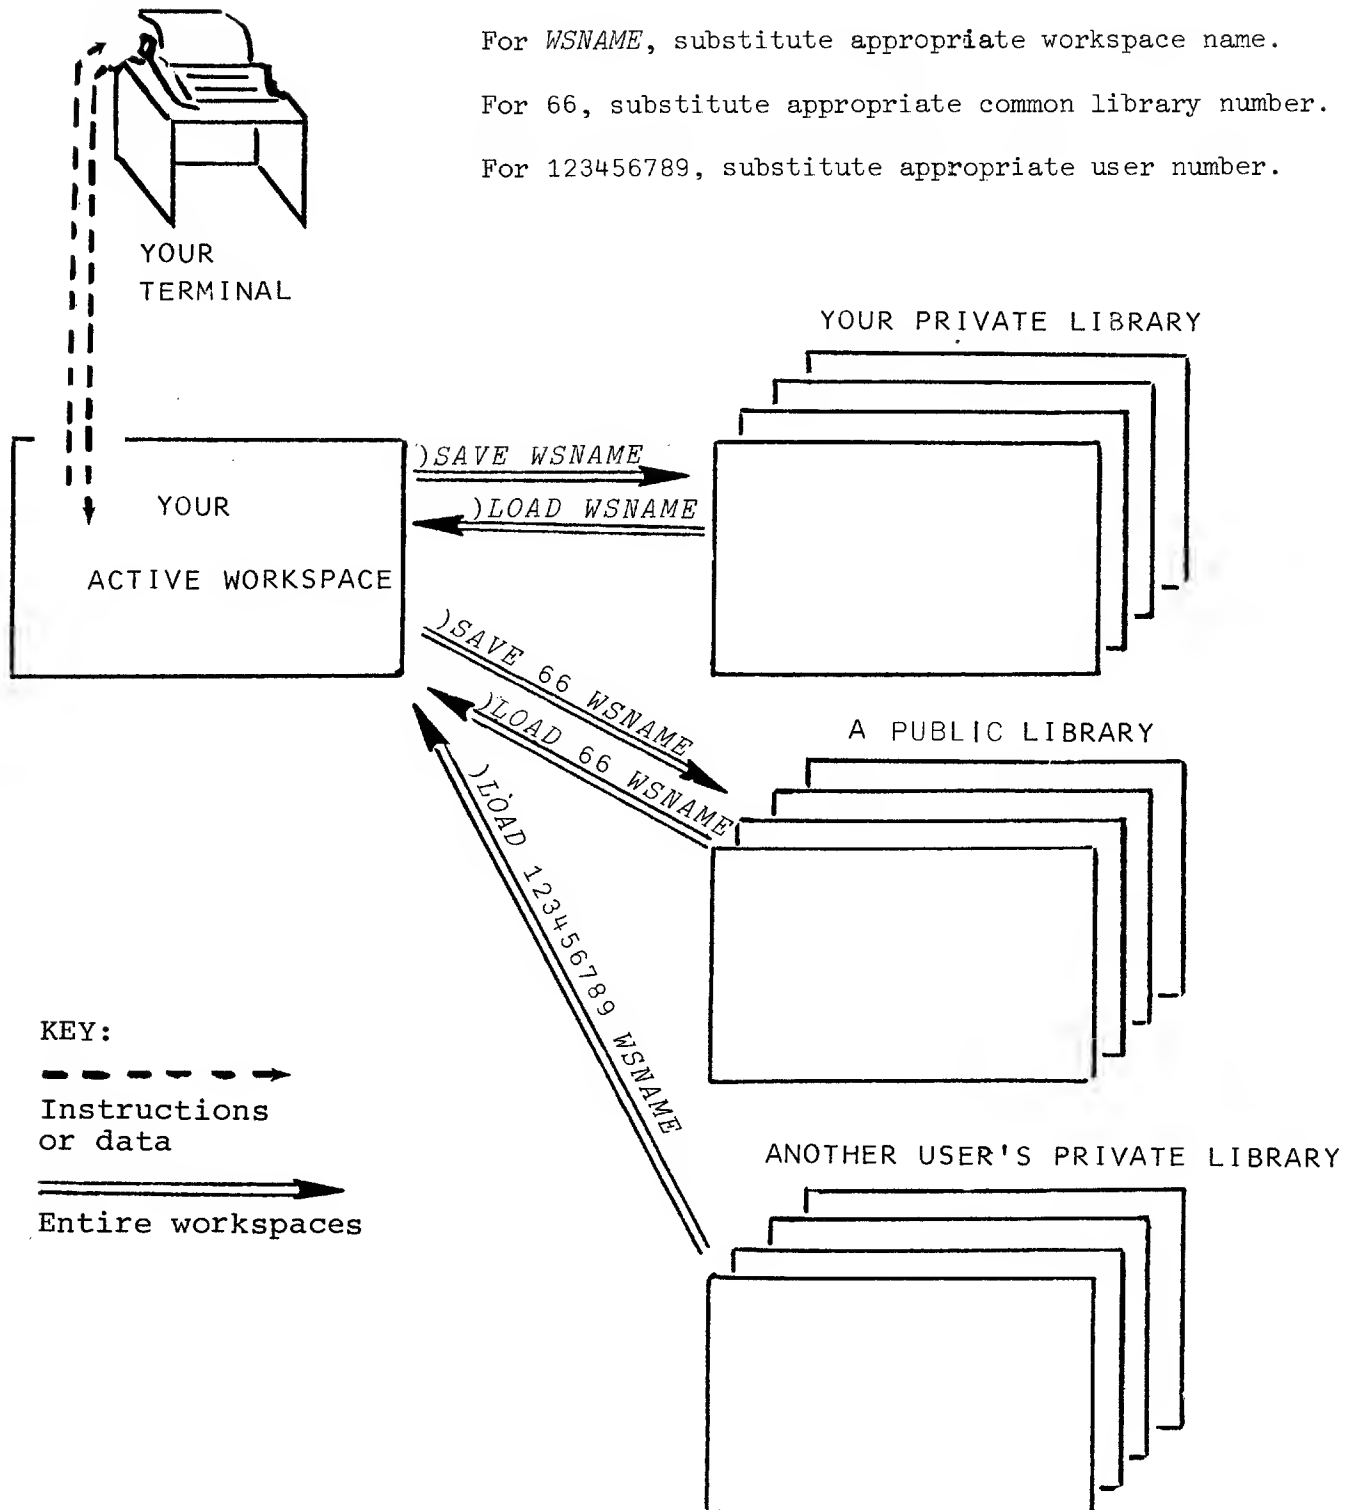 For WSNAME, substitute appropriate workspace name.
For 66, substitute appropriate common library number.
For 123456789, substitute appropriate user number.
YOUR
TERMINAL
YOUR PRIVATE LIBRARY
)SAVE WSNAME
)LOAD WSNAME
YOUR
ACTIVE WORKSPACE
)SAVE 66 WSNAME
)LOAD 66 WSNAME
A PUBLIC LIBRARY
)LOAD 123456789 WSNAME
KEY:
Instructions
or data
Entire workspaces
ANOTHER USER'S PRIVATE LIBRARY